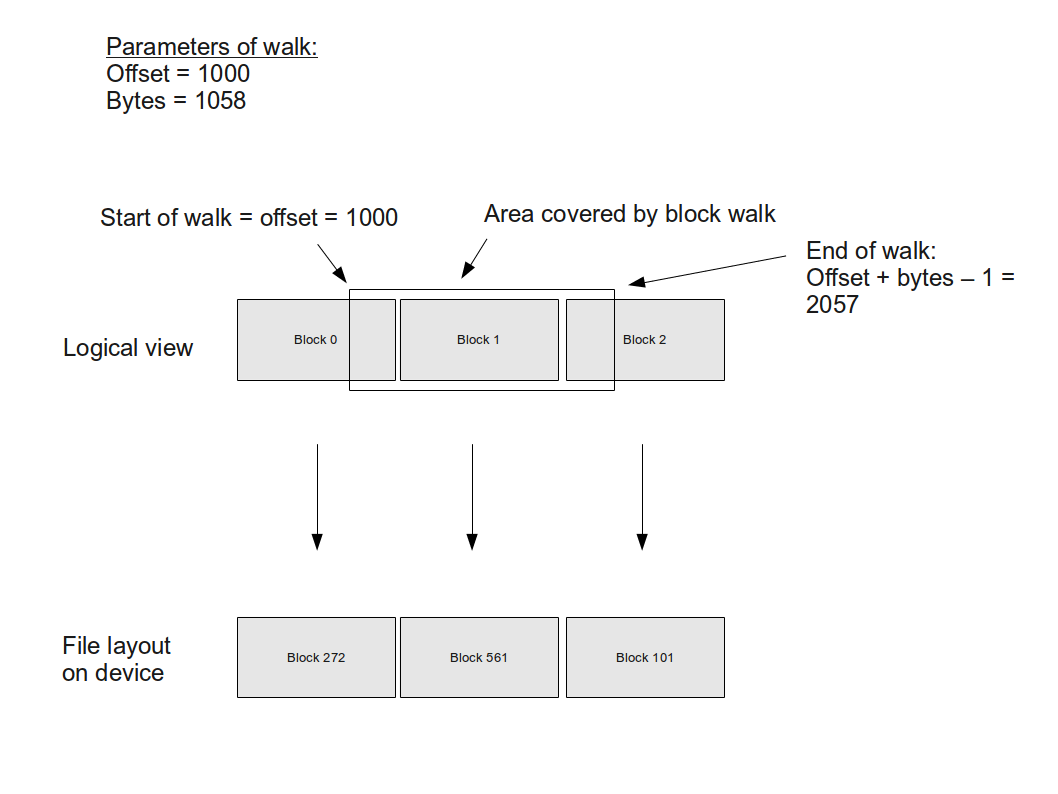 Parameters of walk:
Offset = 1000
Bytes = 1058
Start of walk = offset = 1000
Area covered by block walk
End of walk:
Offset + bytes – 1 =
2057
Logical view
Block 0
Block 1
Block 2
File layout
on device
Block 272
Block 561
Block 101